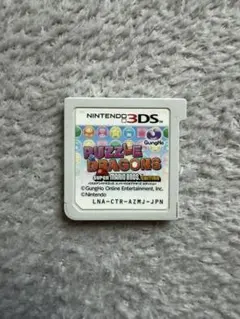 NINTENDO 3DS
GungHo
PUZZLE
DRAGONS
SUPER MARIO BROS. EDITION
©GungHo Online Entertainment, Inc.
©Nintendo
LNA-CTR-AZMJ-JPN